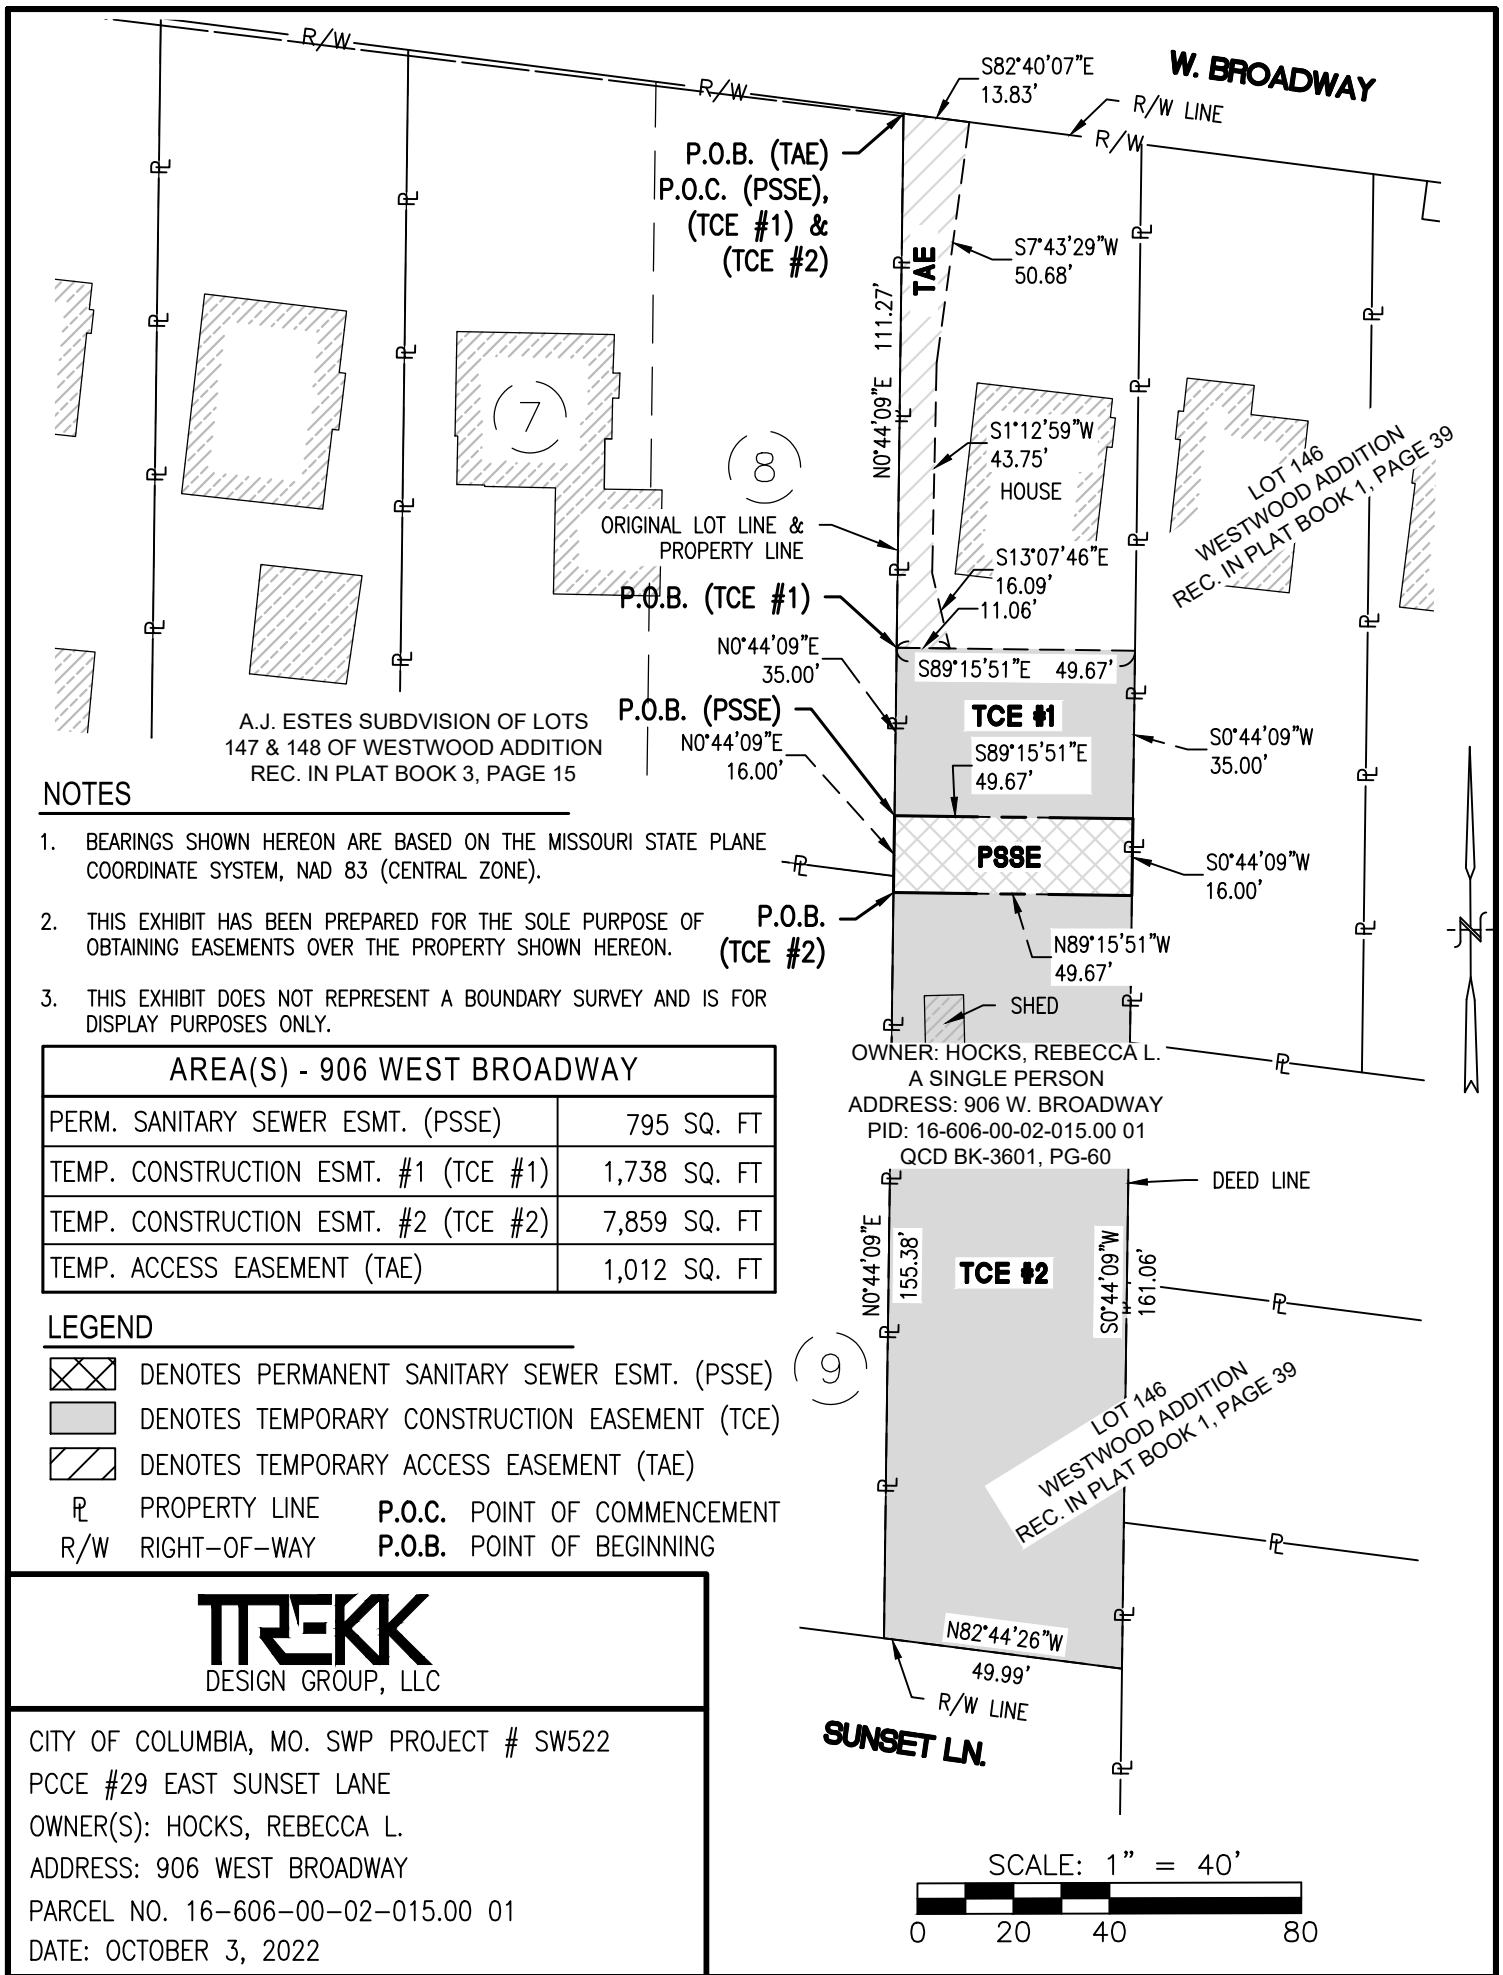 R/W
R/W
S82°40'07"E
13.83'
W. BROADWAY
R/W LINE
R/W
P.O.B. (TAE)
P.O.C. (PSSE),
(TCE #1) &
(TCE #2)
TAE
S7°43'29"W
50.68'
N0°44'09"E 111.27'
7
8
S1°12'59"W
43.75'
HOUSE
LOT 146
WESTWOOD ADDITION
REC. IN PLAT BOOK 1, PAGE 39
ORIGINAL LOT LINE &
PROPERTY LINE
S13°07'46"E
16.09'
11.06'
P.O.B. (TCE #1)
N0°44'09"E
35.00'
S89°15'51"E 49.67'
P.O.B. (PSSE)
TCE #1
A.J. ESTES SUBDVISION OF LOTS
147 & 148 OF WESTWOOD ADDITION
REC. IN PLAT BOOK 3, PAGE 15
N0°44'09"E
16.00'
S89°15'51"E
49.67'
S0°44'09"W
35.00'
NOTES
1. BEARINGS SHOWN HEREON ARE BASED ON THE MISSOURI STATE PLANE
COORDINATE SYSTEM, NAD 83 (CENTRAL ZONE).
2. THIS EXHIBIT HAS BEEN PREPARED FOR THE SOLE PURPOSE OF
OBTAINING EASEMENTS OVER THE PROPERTY SHOWN HEREON.
3. THIS EXHIBIT DOES NOT REPRESENT A BOUNDARY SURVEY AND IS FOR
DISPLAY PURPOSES ONLY.
PSSE
S0°44'09"W
16.00'
P.O.B.
(TCE #2)
N89°15'51"W
49.67'
N
SHED
OWNER: HOCKS, REBECCA L.
A SINGLE PERSON
ADDRESS: 906 W. BROADWAY
PID: 16-606-00-02-015.00 01
QCD BK-3601, PG-60
AREA(S) - 906 WEST BROADWAY
PERM. SANITARY SEWER ESMT. (PSSE) 795 SQ. FT
TEMP. CONSTRUCTION ESMT. #1 (TCE #1) 1,738 SQ. FT
TEMP. CONSTRUCTION ESMT. #2 (TCE #2) 7,859 SQ. FT
TEMP. ACCESS EASEMENT (TAE) 1,012 SQ. FT
DEED LINE
N0°44'09"E
155.38'
TCE #2
S0°44'09"W
161.06'
9
LOT 146
WESTWOOD ADDITION
REC. IN PLAT BOOK 1, PAGE 39
LEGEND
DENOTES PERMANENT SANITARY SEWER ESMT. (PSSE)
DENOTES TEMPORARY CONSTRUCTION EASEMENT (TCE)
DENOTES TEMPORARY ACCESS EASEMENT (TAE)
PL PROPERTY LINE P.O.C. POINT OF COMMENCEMENT
R/W RIGHT-OF-WAY P.O.B. POINT OF BEGINNING
N82°44'26"W
49.99'
R/W LINE
SUNSET LN.
TREKK
DESIGN GROUP, LLC
CITY OF COLUMBIA, MO. SWP PROJECT # SW522
PCCE #29 EAST SUNSET LANE
OWNER(S): HOCKS, REBECCA L.
ADDRESS: 906 WEST BROADWAY
PARCEL NO. 16-606-00-02-015.00 01
DATE: OCTOBER 3, 2022
SCALE: 1" = 40'
0 20 40 80